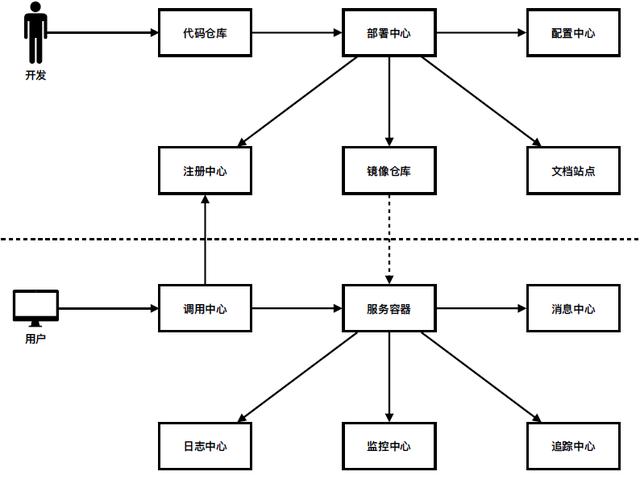 代码仓库
部署中心
配置中心
开发
注册中心
镜像仓库
文档站点
调用中心
服务容器
消息中心
用户
日志中心
监控中心
追踪中心